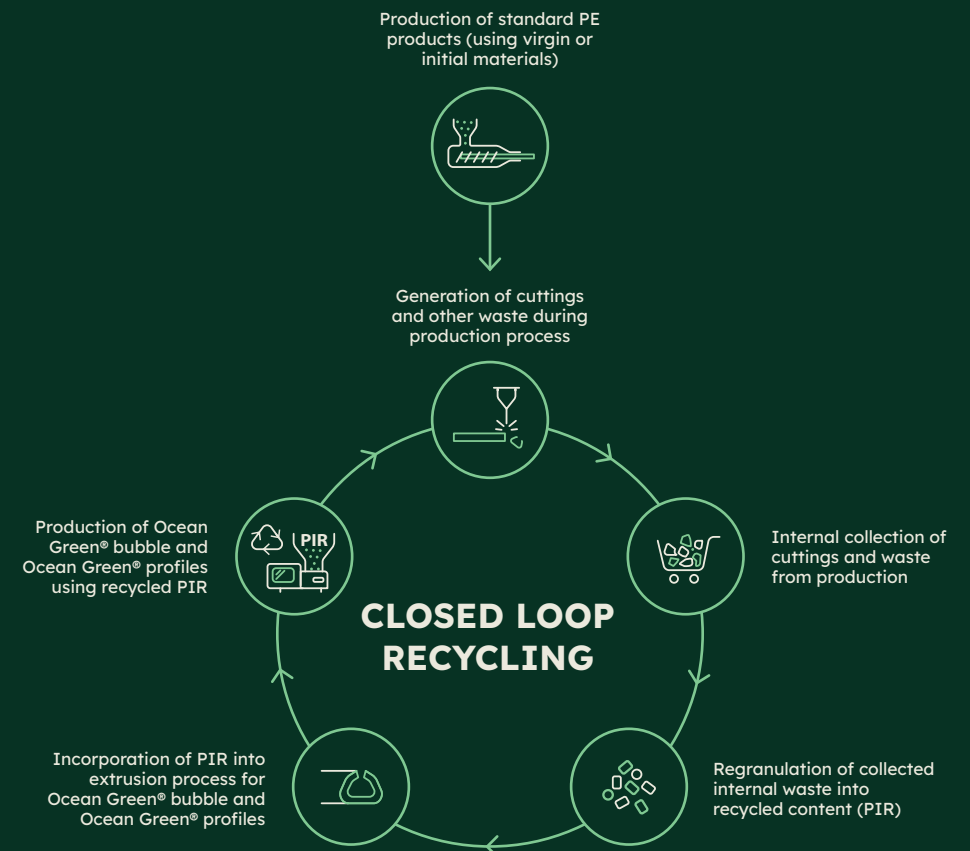 Production of standard PE
products (using virgin or
initial materials)
Generation of cuttings
and other waste during
production process
Internal collection of
cuttings and waste
from production
Regranulation of collected
internal waste into
recycled content (PIR)
Incorporation of PIR into
extrusion process for
Ocean Green® bubble and
Ocean Green® profiles
Production of Ocean
Green® bubble and
Ocean Green® profiles
using recycled PIR
PIR
CLOSED LOOP
RECYCLING